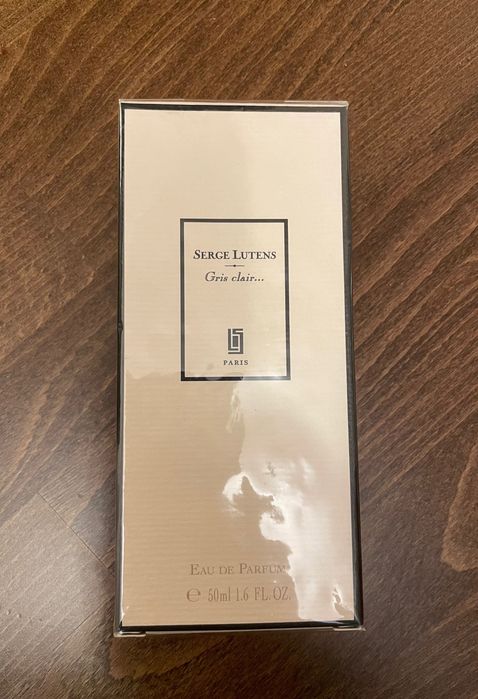 SERGE LUTENS
Gris clair...
PARIS
EAU DE PARFUM
℮ 50ml 1.6 FL.OZ.